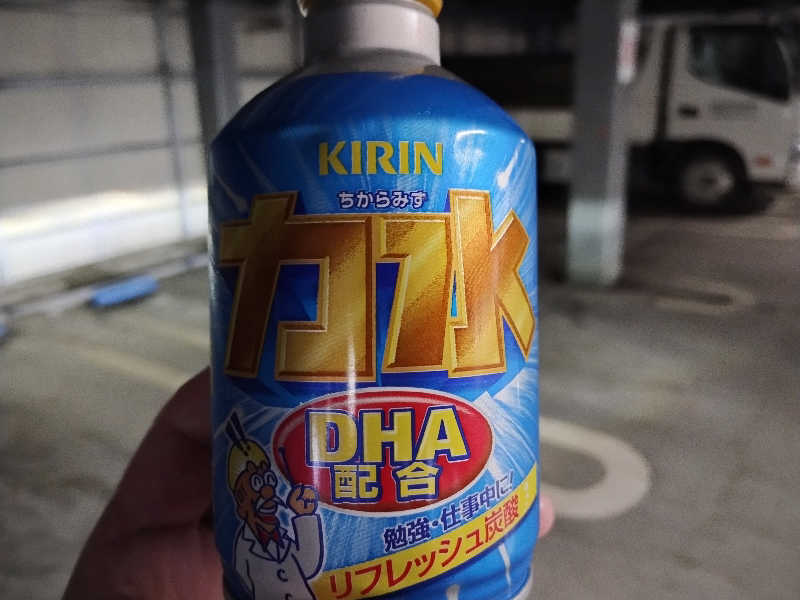 KIRIN
ちからみず
力水
DHA
配合
勉強・仕事中に!
リフレッシュ炭酸